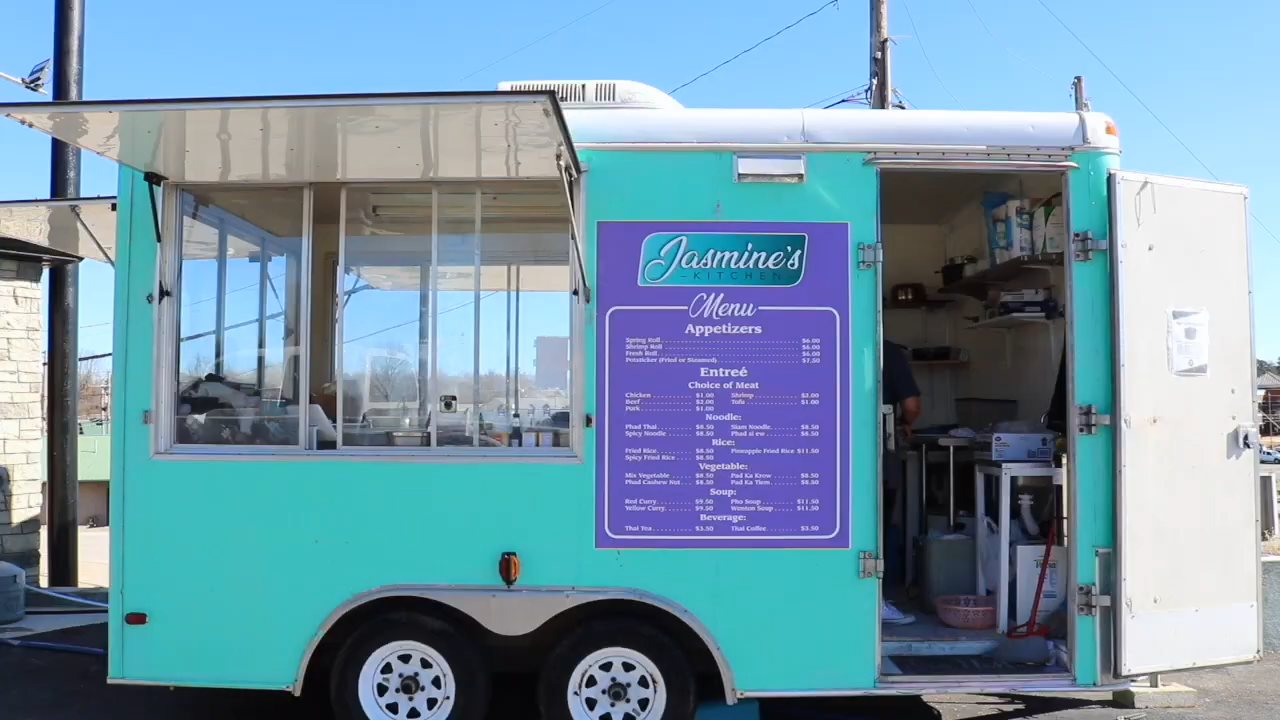 Jasmine's
-KITCHEN-
Menu
Appetizers
Spring Roll $6.00
Shrimp Roll $6.00
Fresh Roll $6.00
Potsticker (Fried or Steamed) $7.50
Entreé
Choice of Meat
Chicken $1.00 Shrimp $2.00
Beef $2.00 Tofu $1.00
Pork $1.00
Noodle:
Phad Thai $8.50 Siam Noodle $8.50
Spicy Noodle $8.50 Phad si ew $8.50
Rice:
Fried Rice $8.50 Pineapple Fried Rice $11.50
Spicy Fried Rice $8.50
Vegetable:
Mix Vegetable $8.50 Pad Ka Krow $8.50
Phad Cashew Nut $8.50 Pad Ka Tiem $8.50
Soup:
Red Curry $9.50 Pho Soup $11.50
Yellow Curry $9.50 Wonton Soup $11.50
Beverage:
Thai Tea $3.50 Thai Coffee $3.50